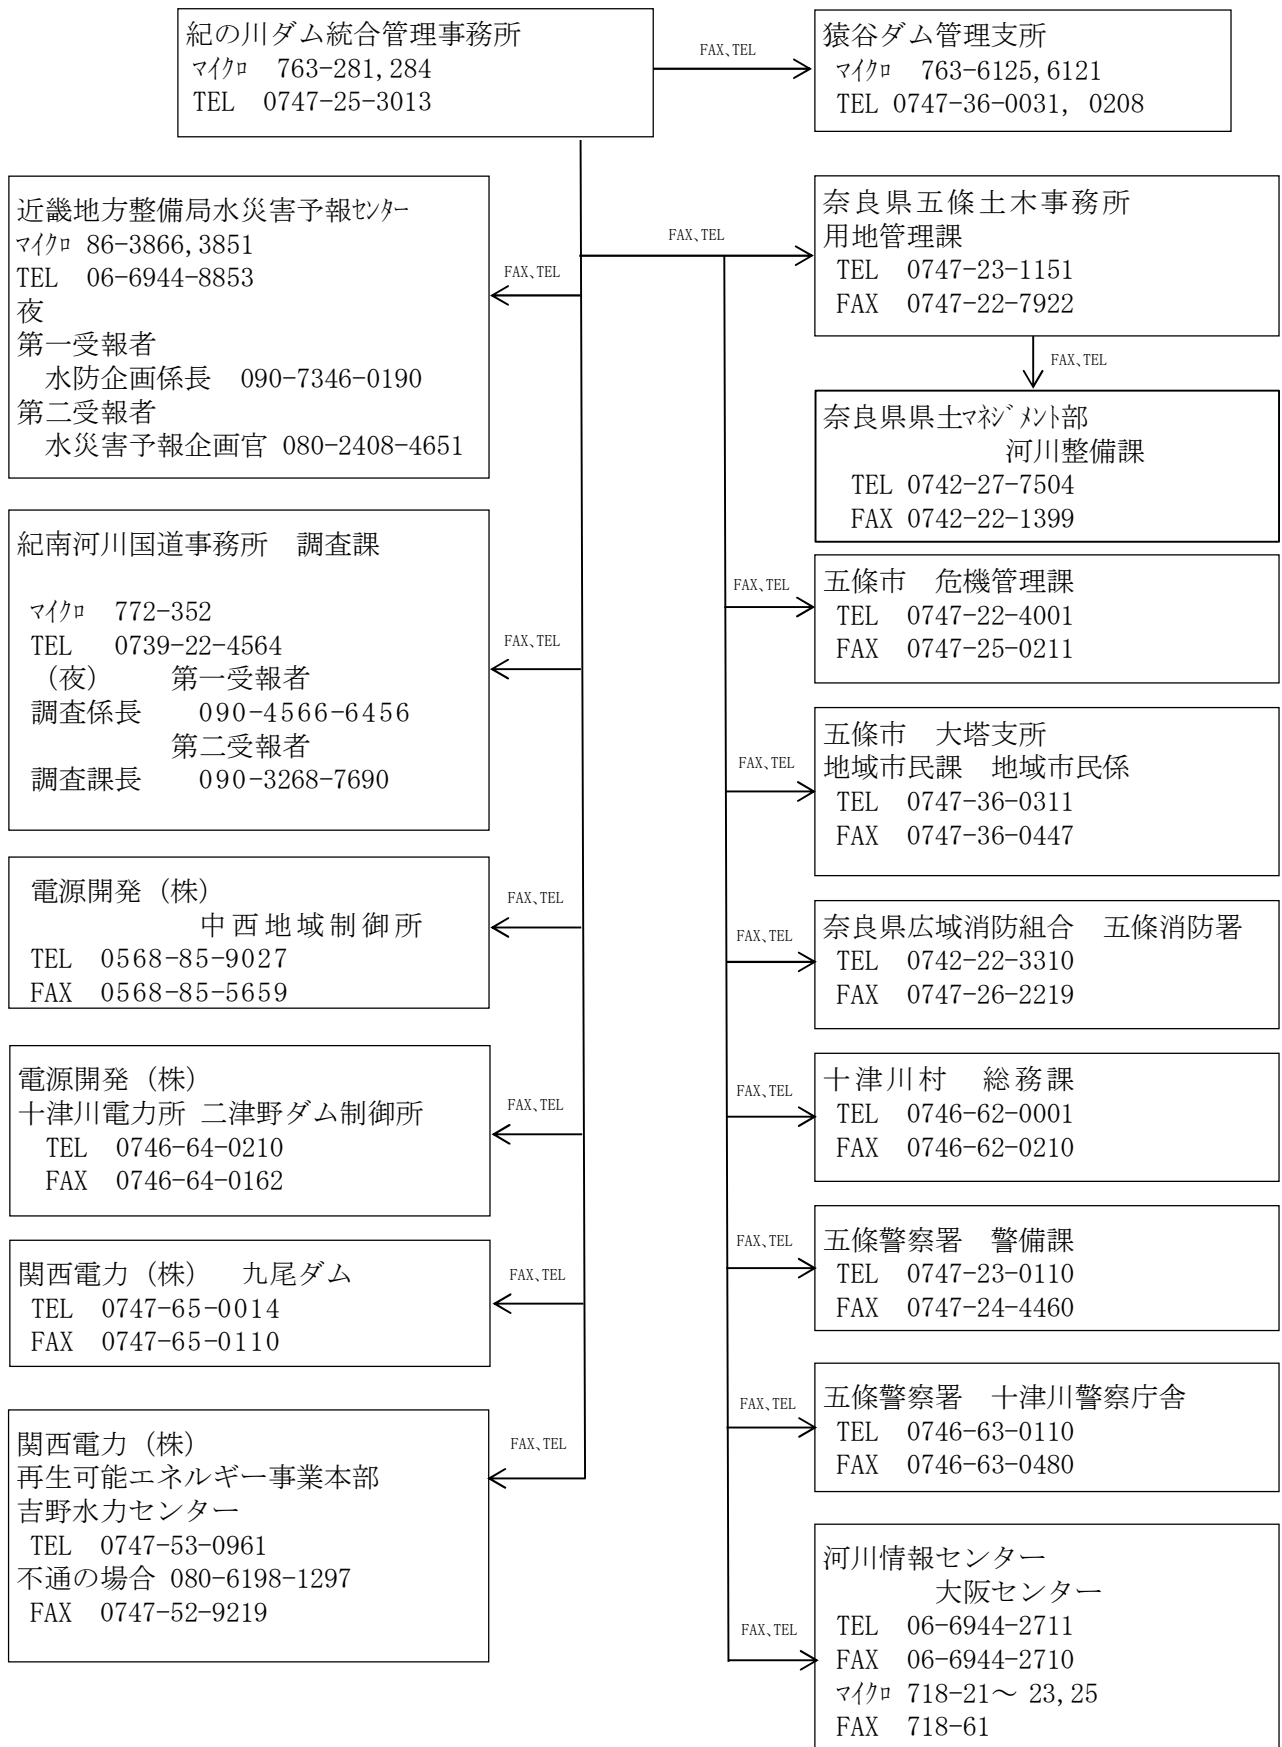 紀の川ダム統合管理事務所
ﾏｲｸﾛ 763-281,284
TEL 0747-25-3013
FAX、TEL
猿谷ダム管理支所
ﾏｲｸﾛ 763-6125,6121
TEL 0747-36-0031, 0208
近畿地方整備局水災害予報ｾﾝﾀｰ
ﾏｲｸﾛ 86-3866,3851
TEL 06-6944-8853
夜
第一受報者
水防企画係長 090-7346-0190
第二受報者
水災害予報企画官 080-2408-4651
FAX、TEL
紀南河川国道事務所 調査課
ﾏｲｸﾛ 772-352
TEL 0739-22-4564
（夜） 第一受報者
調査係長 090-4566-6456
第二受報者
調査課長 090-3268-7690
FAX、TEL
電源開発（株）
中西地域制御所
TEL 0568-85-9027
FAX 0568-85-5659
FAX、TEL
電源開発（株）
十津川電力所 二津野ダム制御所
TEL 0746-64-0210
FAX 0746-64-0162
FAX、TEL
関西電力（株） 九尾ダム
TEL 0747-65-0014
FAX 0747-65-0110
FAX、TEL
関西電力（株）
再生可能エネルギー事業本部
吉野水力センター
TEL 0747-53-0961
不通の場合 080-6198-1297
FAX 0747-52-9219
FAX、TEL
FAX、TEL
奈良県五條土木事務所
用地管理課
TEL 0747-23-1151
FAX 0747-22-7922
FAX、TEL
奈良県県土ﾏﾈｼﾞﾒﾝﾄ部
河川整備課
TEL 0742-27-7504
FAX 0742-22-1399
FAX、TEL
五條市 危機管理課
TEL 0747-22-4001
FAX 0747-25-0211
FAX、TEL
五條市 大塔支所
地域市民課 地域市民係
TEL 0747-36-0311
FAX 0747-36-0447
FAX、TEL
奈良県広域消防組合 五條消防署
TEL 0742-22-3310
FAX 0747-26-2219
FAX、TEL
十津川村 総務課
TEL 0746-62-0001
FAX 0746-62-0210
FAX、TEL
五條警察署 警備課
TEL 0747-23-0110
FAX 0747-24-4460
FAX、TEL
五條警察署 十津川警察庁舎
TEL 0746-63-0110
FAX 0746-63-0480
FAX、TEL
河川情報センター
大阪センター
TEL 06-6944-2711
FAX 06-6944-2710
ﾏｲｸﾛ 718-21～ 23,25
FAX 718-61